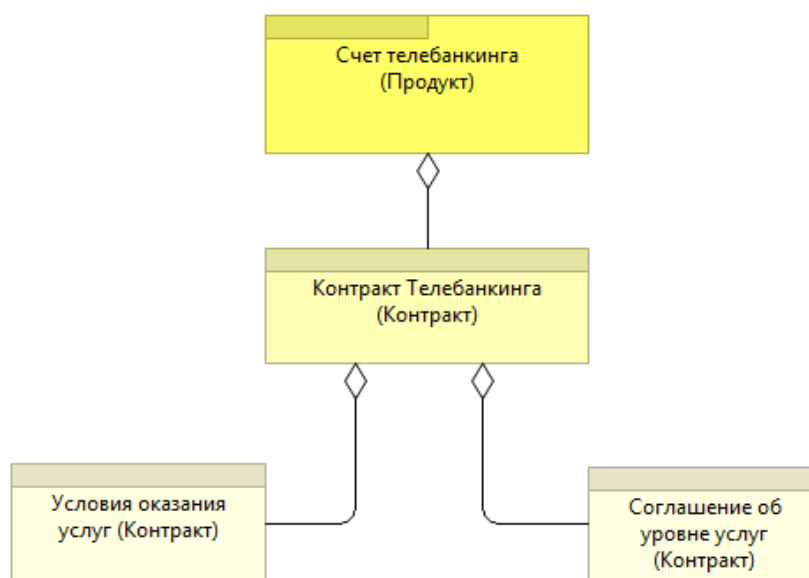 Счет телебанкинга
(Продукт)
Контракт Телебанкинга
(Контракт)
Условия оказания
услуг (Контракт)
Соглашение об
уровне услуг
(Контракт)